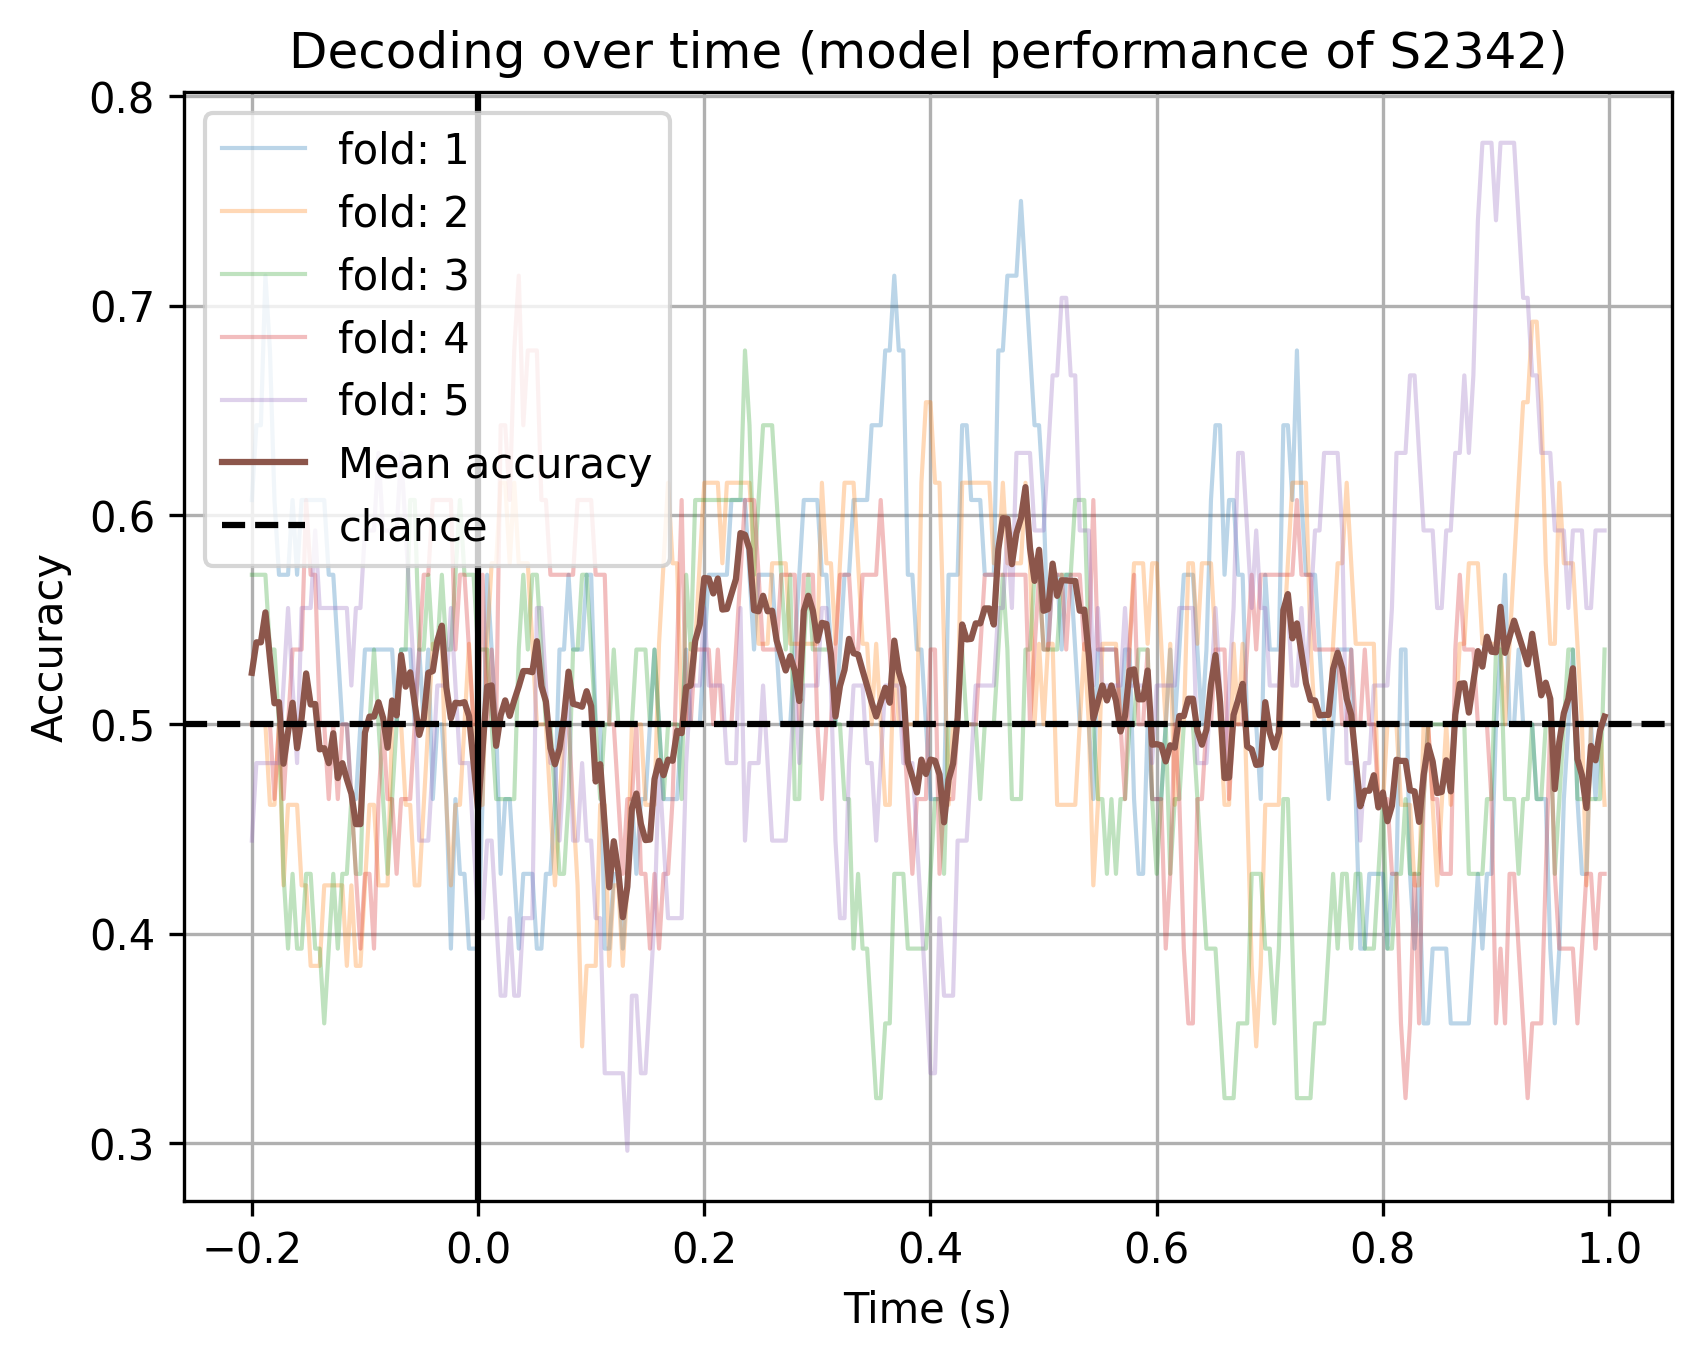 Decoding over time (model performance of S2342)
0.8
0.7
0.6
0.5
0.4
0.3
Accuracy
fold: 1
fold: 2
fold: 3
fold: 4
fold: 5
Mean accuracy
chance
−0.2 0.0 0.2 0.4 0.6 0.8 1.0
Time (s)